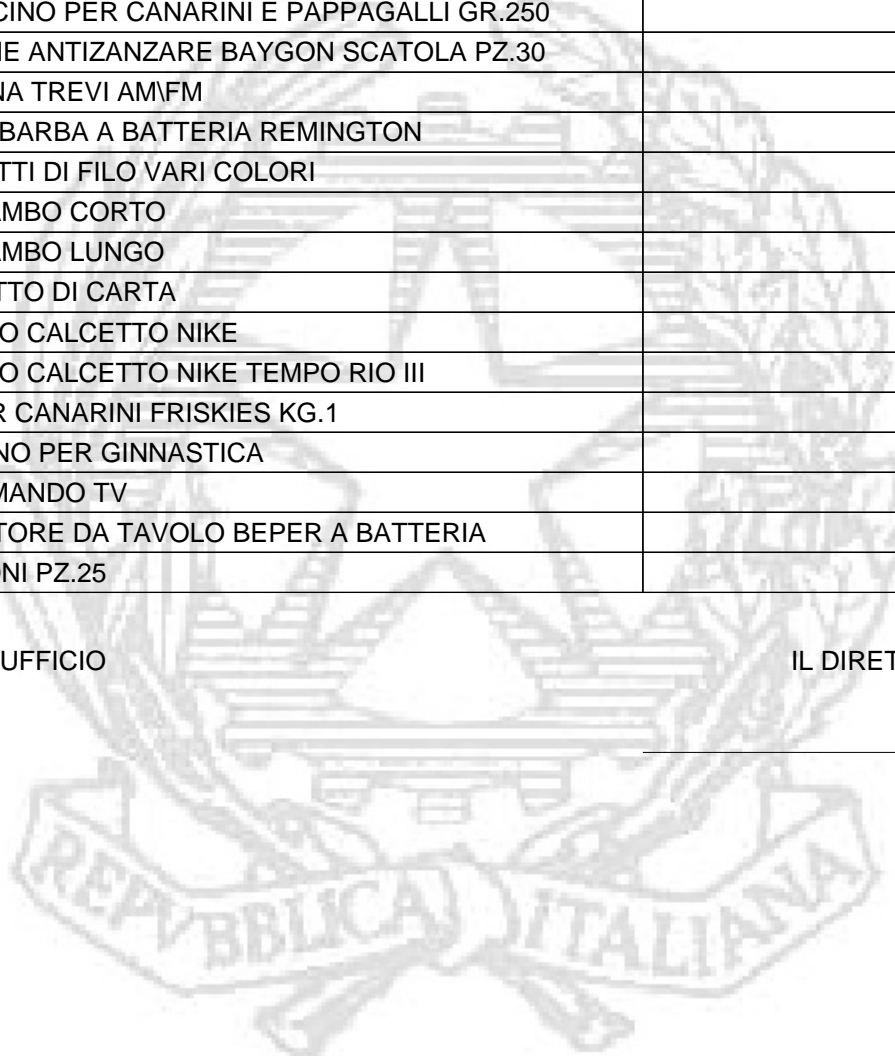 CINO PER CANARINI E PAPPAGALLI GR.250
NE ANTIZANZARE BAYGON SCATOLA PZ.30
NA TREVI AM\FM
BARBA A BATTERIA REMINGTON
TTI DI FILO VARI COLORI
AMBO CORTO
AMBO LUNGO
TTO DI CARTA
O CALCETTO NIKE
O CALCETTO NIKE TEMPO RIO III
R CANARINI FRISKIES KG.1
NO PER GINNASTICA
MANDO TV
TORE DA TAVOLO BEPER A BATTERIA
ONI PZ.25
UFFICIO IL DIRET
REPVBBLICA ITALIANA